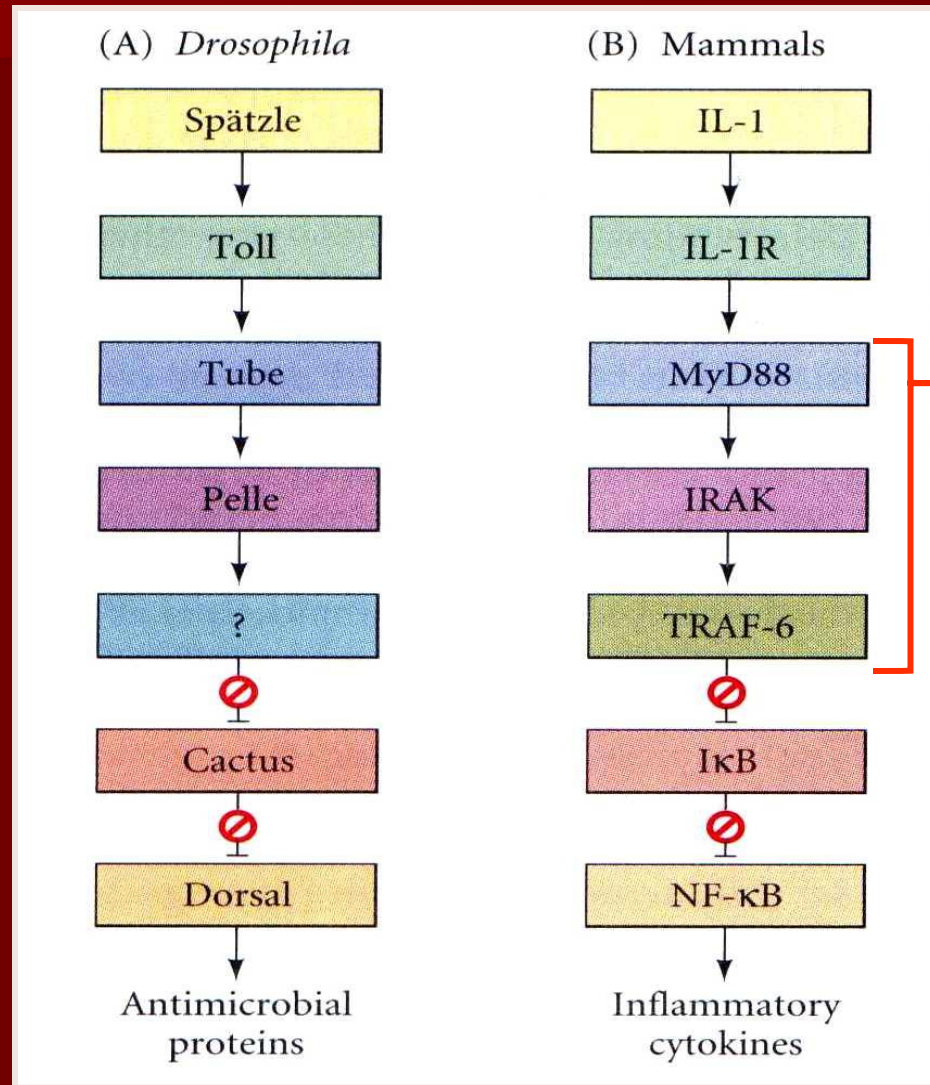 (A) Drosophila
Spätzle
Toll
Tube
Pelle
?
Cactus
Dorsal
Antimicrobial
proteins
(B) Mammals
IL-1
IL-1R
MyD88
IRAK
TRAF-6
IκB
NF-κB
Inflammatory
cytokines